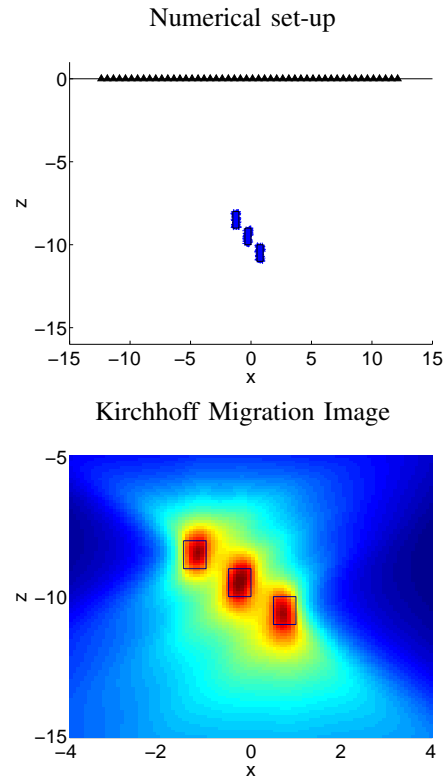 Numerical set-up
0
−5
z
−10
−15
−15 −10 −5 0 5 10 15
x
Kirchhoff Migration Image
−5
z
−10
−15
−4 −2 0 2 4
x